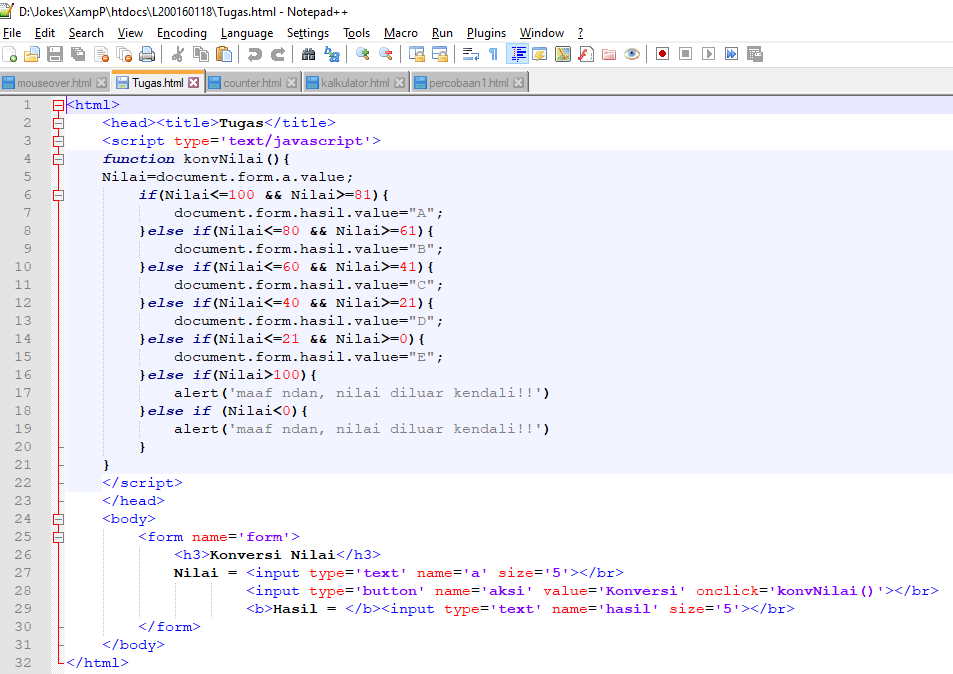 D:\Jokes\XampP\htdocs\L200160118\Tugas.html - Notepad++
File Edit Search View Encoding Language Settings Tools Macro Run Plugins Window ?
mouseover.html Tugas.html counter.html kalkulator.html percobaan1.html
1 <html>
2 <head><title>Tugas</title>
3 <script type='text/javascript'>
4 function konvNilai(){
5 Nilai=document.form.a.value;
6 if(Nilai<=100 && Nilai>=81){
7 document.form.hasil.value="A";
8 }else if(Nilai<=80 && Nilai>=61){
9 document.form.hasil.value="B";
10 }else if(Nilai<=60 && Nilai>=41){
11 document.form.hasil.value="C";
12 }else if(Nilai<=40 && Nilai>=21){
13 document.form.hasil.value="D";
14 }else if(Nilai<=21 && Nilai>=0){
15 document.form.hasil.value="E";
16 }else if(Nilai>100){
17 alert('maaf ndan, nilai diluar kendali!!')
18 }else if (Nilai<0){
19 alert('maaf ndan, nilai diluar kendali!!')
20 }
21 }
22 </script>
23 </head>
24 <body>
25 <form name='form'>
26 <h3>Konversi Nilai</h3>
27 Nilai = <input type='text' name='a' size='5'></br>
28 <input type='button' name='aksi' value='Konversi' onclick='konvNilai()'></br>
29 <b>Hasil = </b><input type='text' name='hasil' size='5'></br>
30 </form>
31 </body>
32 </html>